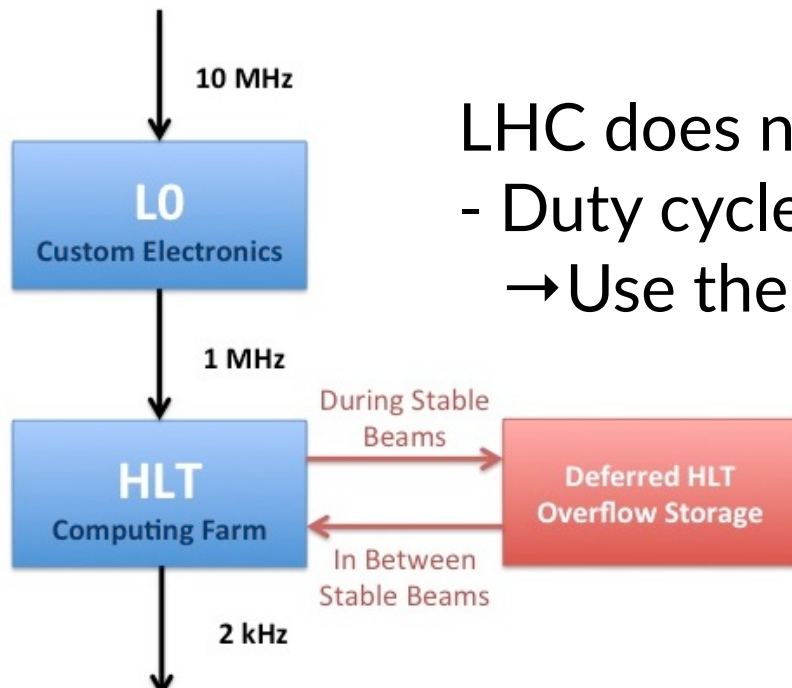 10 MHz
LHC does n
L0
Custom Electronics
- Duty cycle
→Use the
1 MHz
During Stable
Beams
HLT
Computing Farm
Deferred HLT
Overflow Storage
In Between
Stable Beams
2 kHz